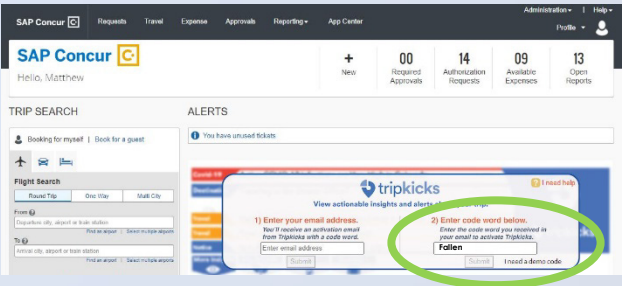 Administration | Help
SAP Concur C Requests Travel Expense Approvals Reporting App Center
Profile
SAP Concur C
Hello, Matthew
+ 00 14 09 13
New Required Approvals Authorization Requests Available Expenses Open Reports
TRIP SEARCH ALERTS
Booking for myself | Book for a guest
You have unused tickets
Flight Search
Round Trip One Way Multi City
From
Departure city, airport or train station
Find an airport | Select multiple airports
To
Arrival city, airport or train station
Find an airport | Select multiple airports
Covid-19
tripkicks
I need help
View actionable insights and alerts
trip.
1) Enter your email address.
You'll receive an activation email
from Tripkicks with a code word.
Enter email address
Submit
2) Enter code word below.
Enter the code word you received in
your email to activate Tripkicks.
Fallen
Submit I need a demo code